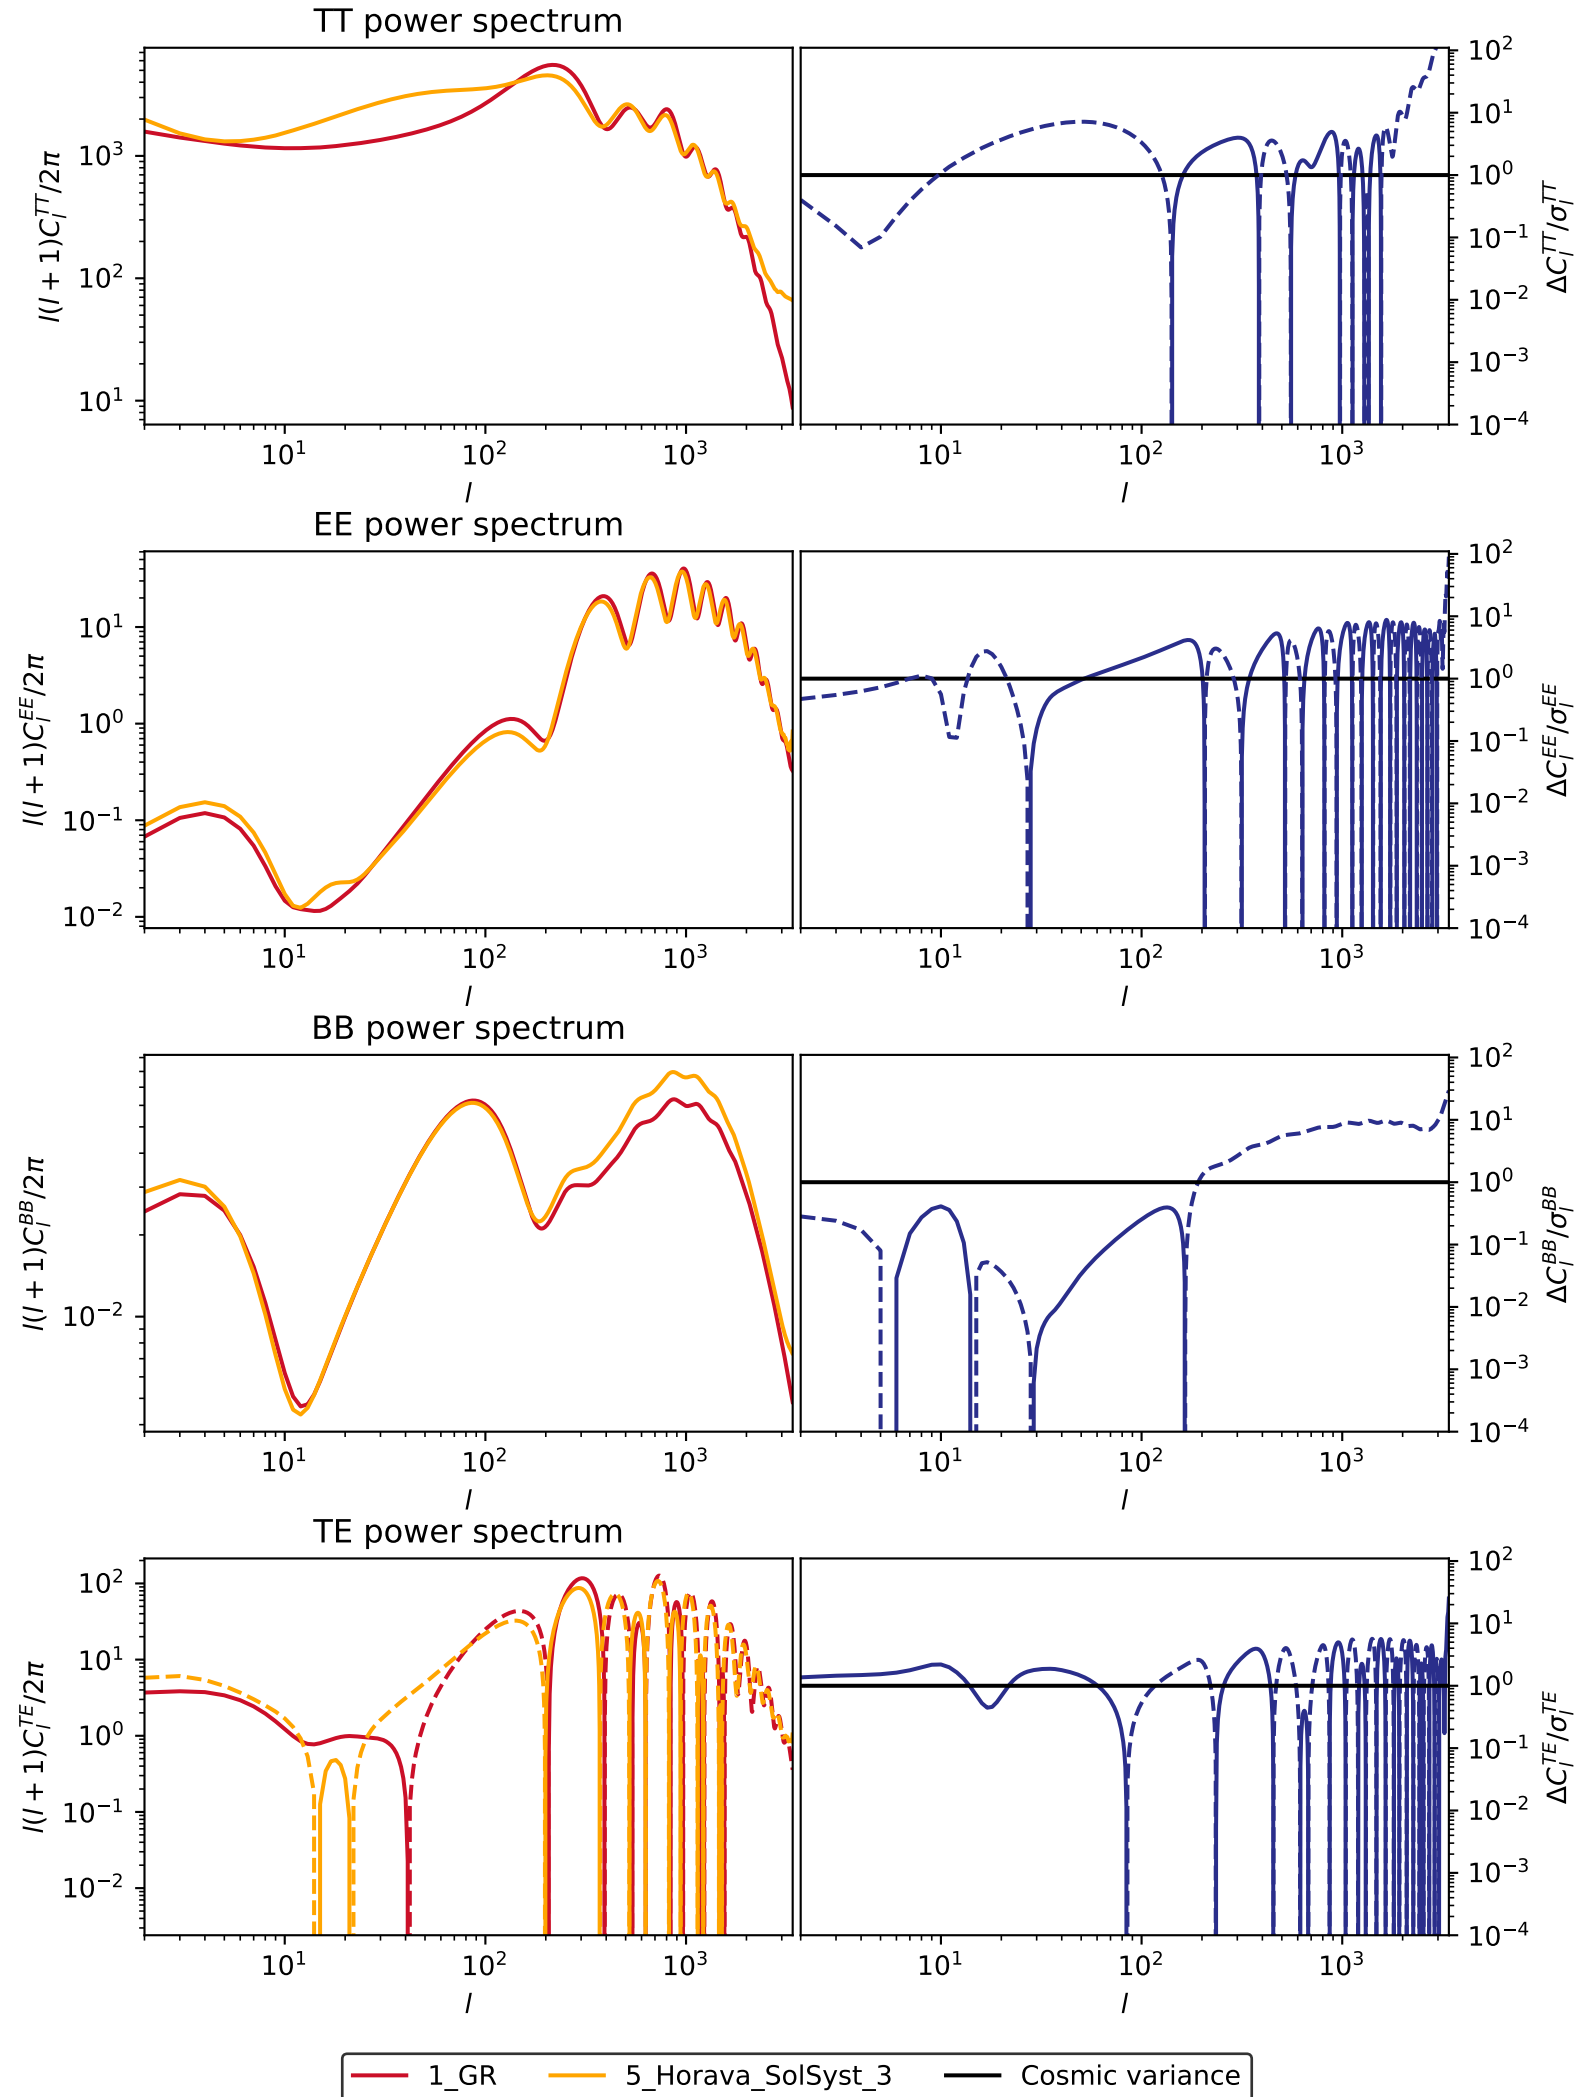 TT power spectrum
l(l + 1)C_l^{TT}/2π
10^3
10^2
10^1
10^1 10^2 10^3
l
10^2
10^1
10^0
10^{-1}
10^{-2}
10^{-3}
10^{-4}
ΔC_l^{TT}/σ_l^{TT}
10^1 10^2 10^3
l
EE power spectrum
l(l + 1)C_l^{EE}/2π
10^1
10^0
10^{-1}
10^{-2}
10^1 10^2 10^3
l
10^2
10^1
10^0
10^{-1}
10^{-2}
10^{-3}
10^{-4}
ΔC_l^{EE}/σ_l^{EE}
10^1 10^2 10^3
l
BB power spectrum
l(l + 1)C_l^{BB}/2π
10^{-2}
10^1 10^2 10^3
l
10^2
10^1
10^0
10^{-1}
10^{-2}
10^{-3}
10^{-4}
ΔC_l^{BB}/σ_l^{BB}
10^1 10^2 10^3
l
TE power spectrum
l(l + 1)C_l^{TE}/2π
10^2
10^1
10^0
10^{-1}
10^{-2}
10^1 10^2 10^3
l
10^2
10^1
10^0
10^{-1}
10^{-2}
10^{-3}
10^{-4}
ΔC_l^{TE}/σ_l^{TE}
10^1 10^2 10^3
l
1_GR 5_Horava_SolSyst_3 Cosmic variance